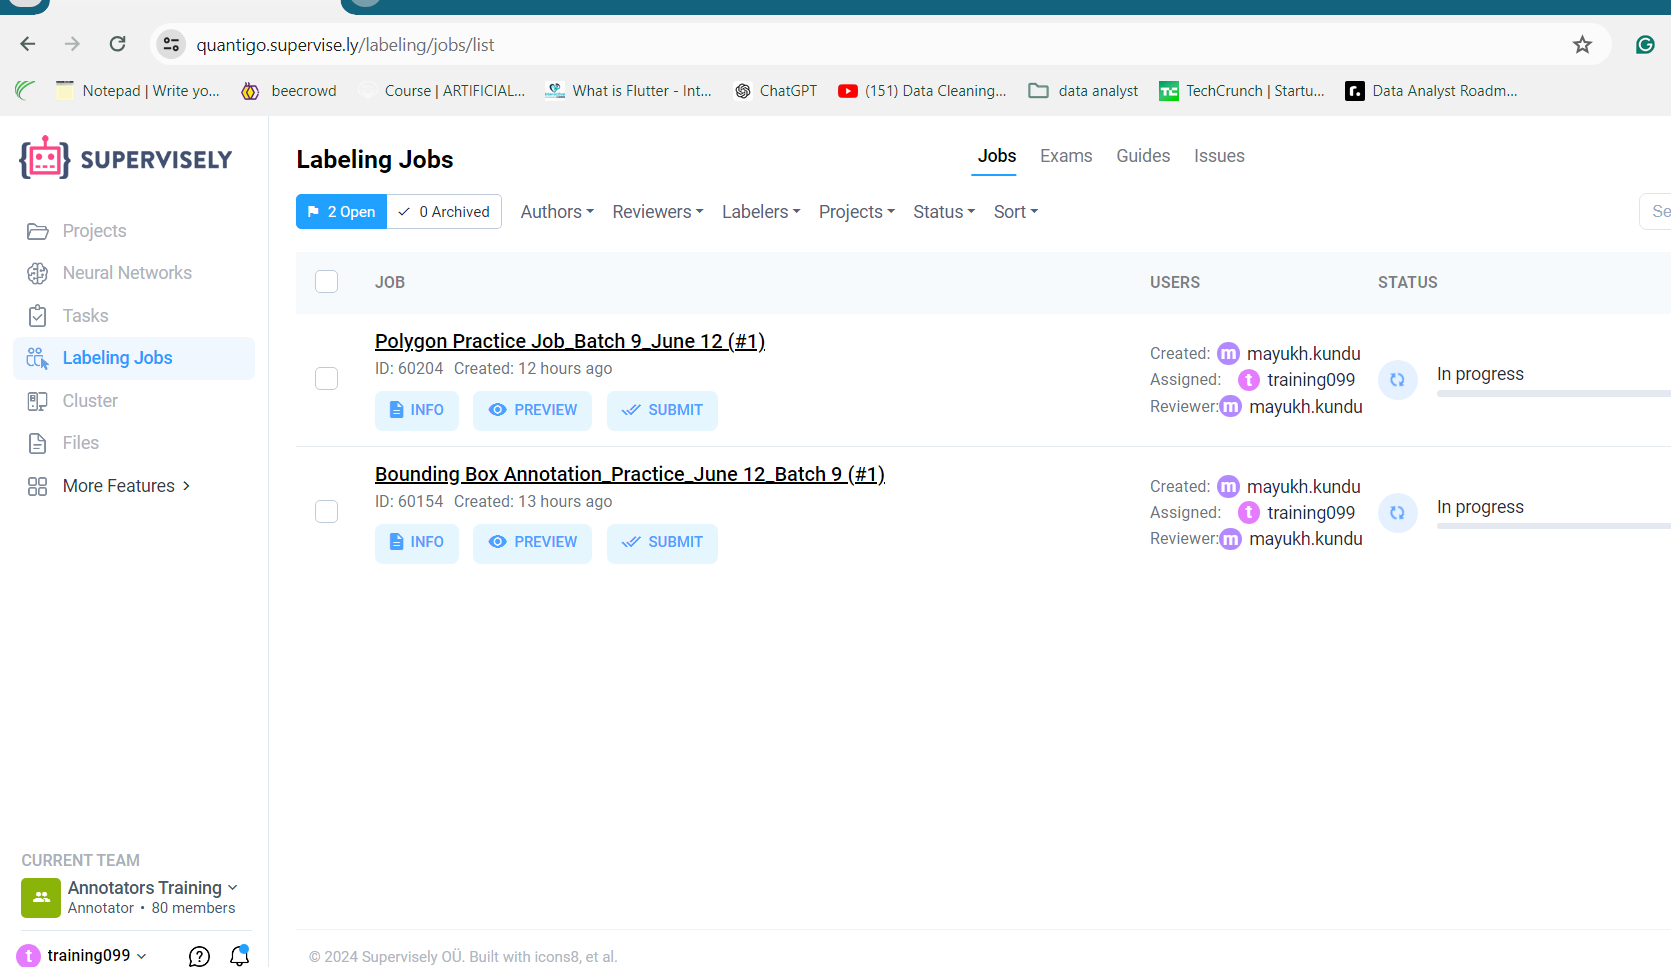 quantigo.supervise.ly/labeling/jobs/list
Notepad | Write yo... beecrowd Course | ARTIFICIAL... What is Flutter - Int... ChatGPT (151) Data Cleaning... data analyst TechCrunch | Startu... Data Analyst Roadm...
SUPERVISELY
Projects
Neural Networks
Tasks
Labeling Jobs
Cluster
Files
More Features
CURRENT TEAM
Annotators Training
Annotator • 80 members
t training099
Labeling Jobs
Jobs Exams Guides Issues
2 Open 0 Archived Authors Reviewers Labelers Projects Status Sort Se
JOB USERS STATUS
Polygon Practice Job_Batch 9_June 12 (#1)
ID: 60204 Created: 12 hours ago
INFO PREVIEW SUBMIT
Created: m mayukh.kundu
Assigned: t training099
Reviewer: m mayukh.kundu
In progress
Bounding Box Annotation_Practice_June 12_Batch 9 (#1)
ID: 60154 Created: 13 hours ago
INFO PREVIEW SUBMIT
Created: m mayukh.kundu
Assigned: t training099
Reviewer: m mayukh.kundu
In progress
© 2024 Supervisely OÜ. Built with icons8, et al.